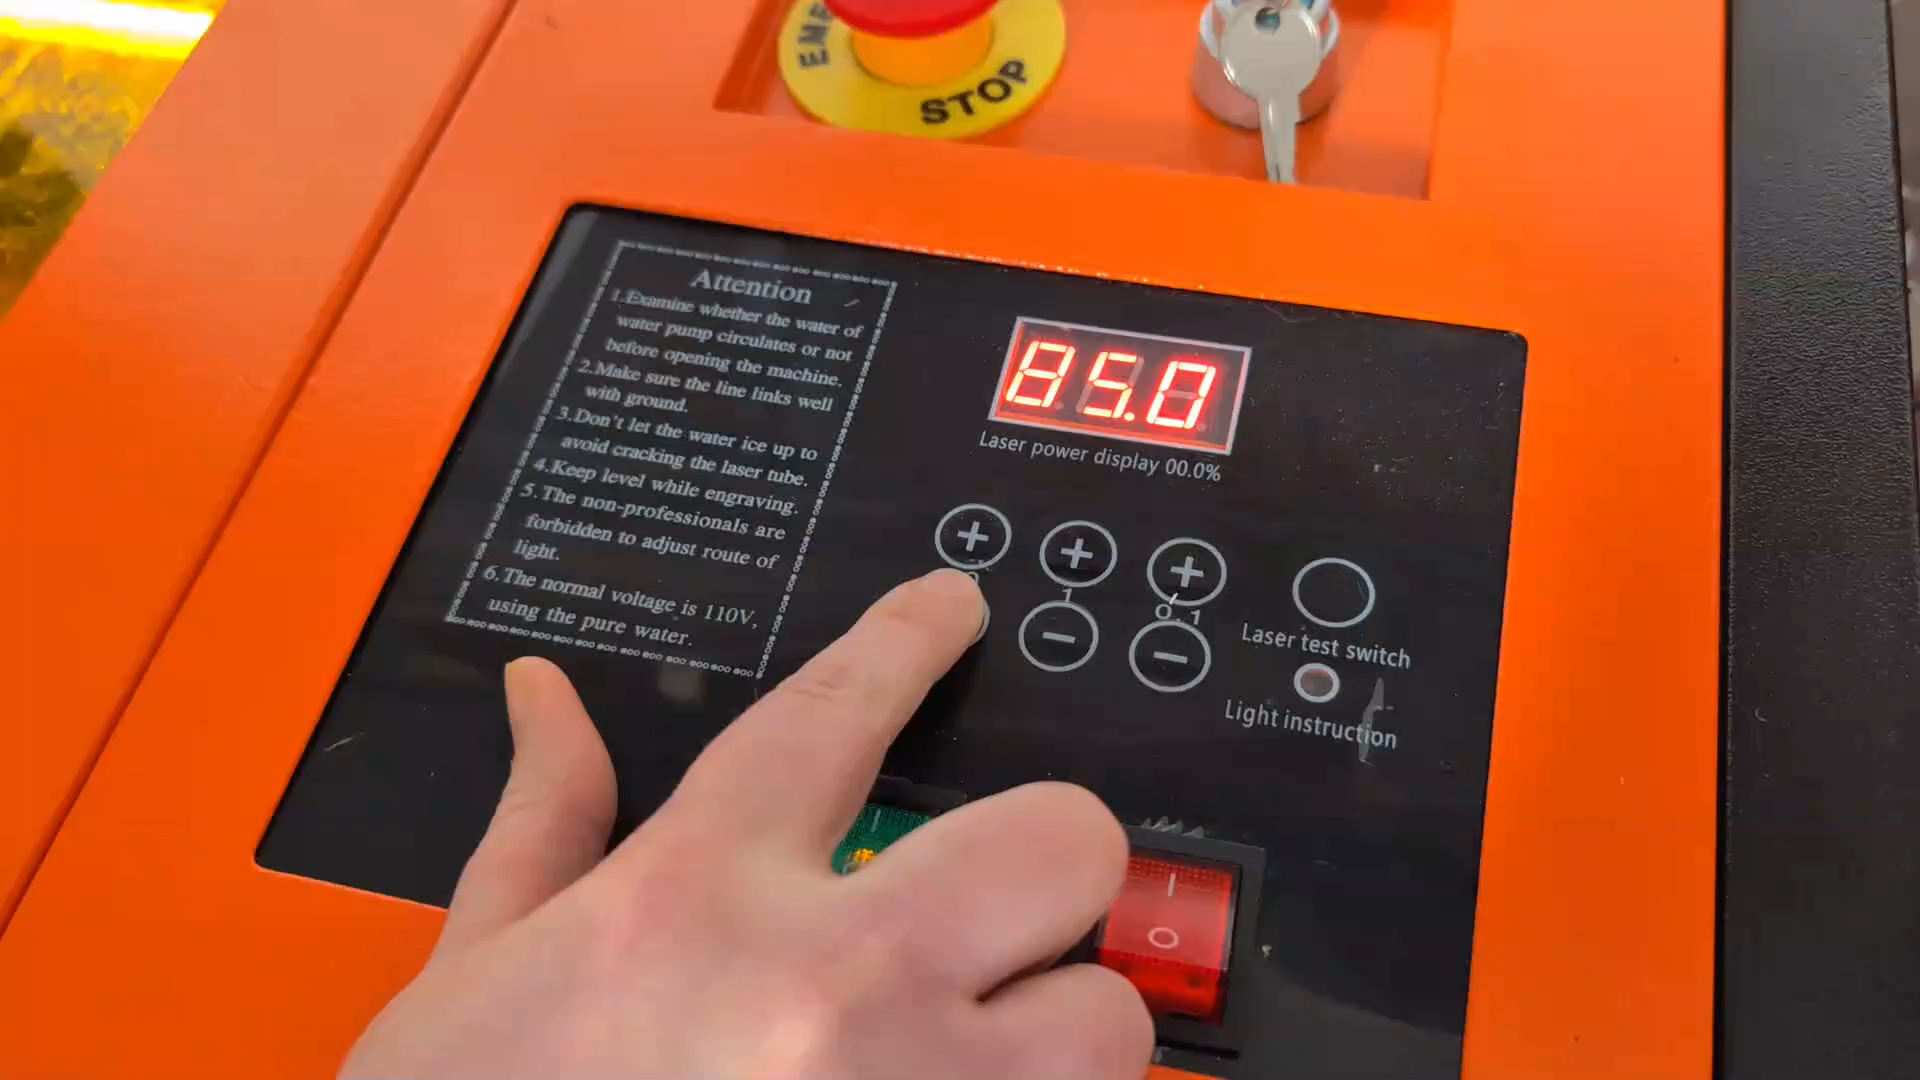 STOP
Attention
1.Examine whether the water of
water pump circulates or not
before opening the machine.
2.Make sure the line links well
with ground.
3.Don't let the water ice up to
avoid cracking the laser tube.
4.Keep level while engraving.
5.The non-professionals are
forbidden to adjust route of
light.
6.The normal voltage is 110V,
using the pure water.
85.0
Laser power display 00.0%
+ + +
1 0.1
− −
Laser test switch
Light instruction
I
O